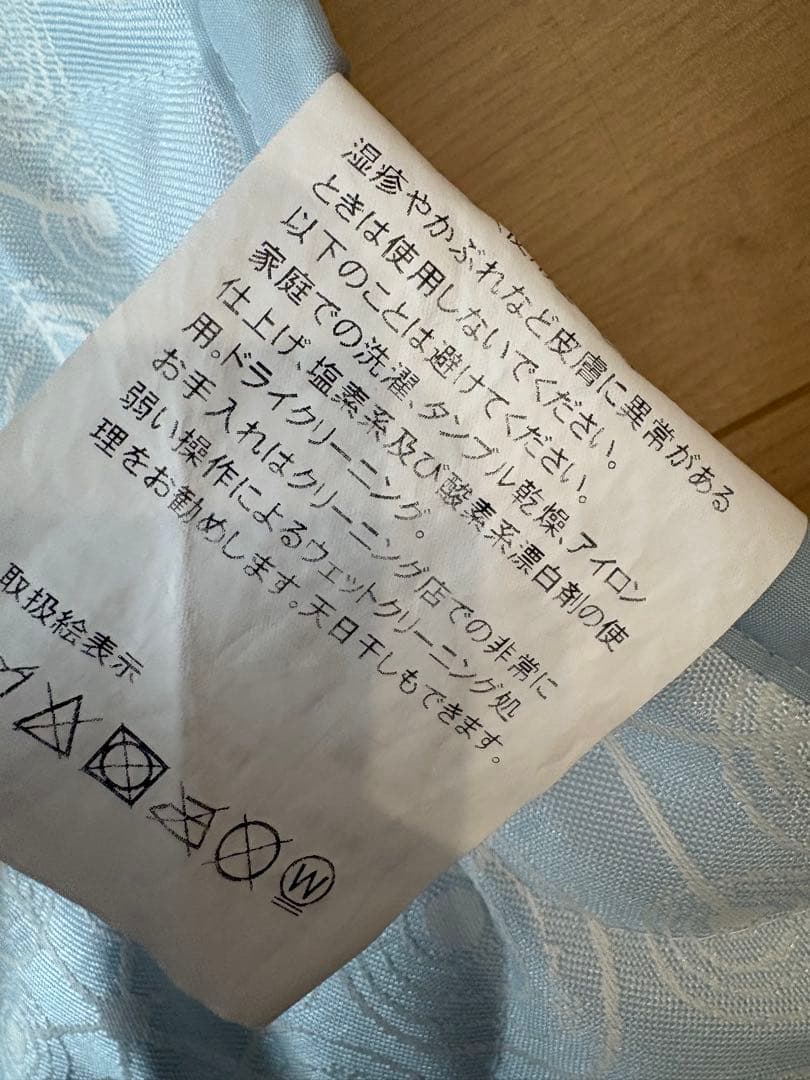 湿疹やかぶれなど皮膚に異常がある
ときは使用しないでください。
以下のことは避けてください。
家庭での洗濯、タンブル乾燥、アイロン
仕上げ、塩素系及び酸素系漂白剤の使
用。ドライクリーニング。
お手入れはクリーニング店での非常に
弱い操作によるウェットクリーニング処
理をお勧めします。天日干しもできます。
取扱絵表示
W